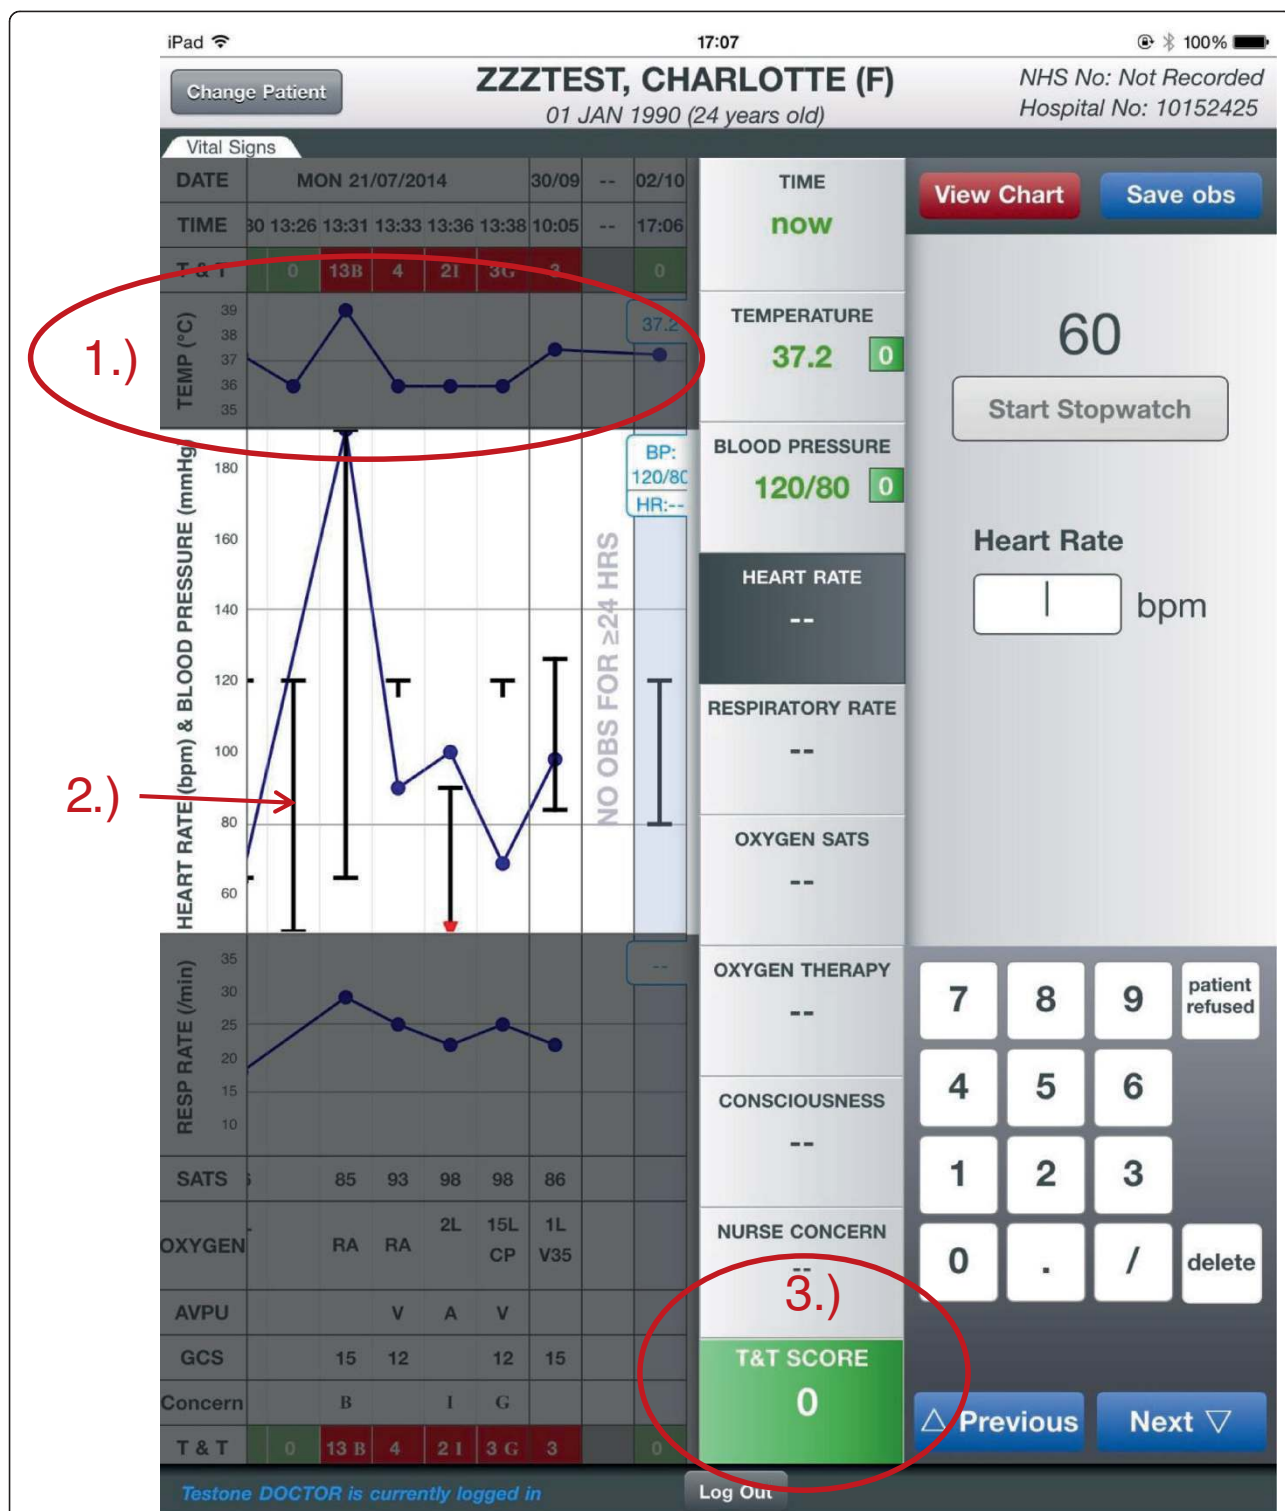 iPad 17:07 100%
Change Patient
ZZZTEST, CHARLOTTE (F)
01 JAN 1990 (24 years old)
NHS No: Not Recorded
Hospital No: 10152425
Vital Signs
DATE MON 21/07/2014 30/09 -- 02/10
TIME 30 13:26 13:31 13:33 13:36 13:38 10:05 -- 17:06
T & T 0 13B 4 2I 3G 3 0
1.)
TEMP (°C)
39
38
37
36
35
37.2
2.)
HEART RATE (bpm) & BLOOD PRESSURE (mmHg)
180
160
140
120
100
80
60
NO OBS FOR ≥24 HRS
BP:
120/80
HR:--
RESP RATE (/min)
35
30
25
20
15
10
--
SATS 85 93 98 98 86
OXYGEN RA RA 2L 15L CP 1L V35
AVPU V A V
GCS 15 12 12 15
Concern B I G
T & T 0 13 B 4 2 I 3 G 3 0
TIME
now
TEMPERATURE
37.2 0
BLOOD PRESSURE
120/80 0
HEART RATE
--
RESPIRATORY RATE
--
OXYGEN SATS
--
OXYGEN THERAPY
--
CONSCIOUSNESS
--
NURSE CONCERN
--
3.)
T&T SCORE
0
View Chart Save obs
60
Start Stopwatch
Heart Rate
bpm
7 8 9 patient refused
4 5 6
1 2 3
0 . / delete
Previous Next
Testone DOCTOR is currently logged in
Log Out